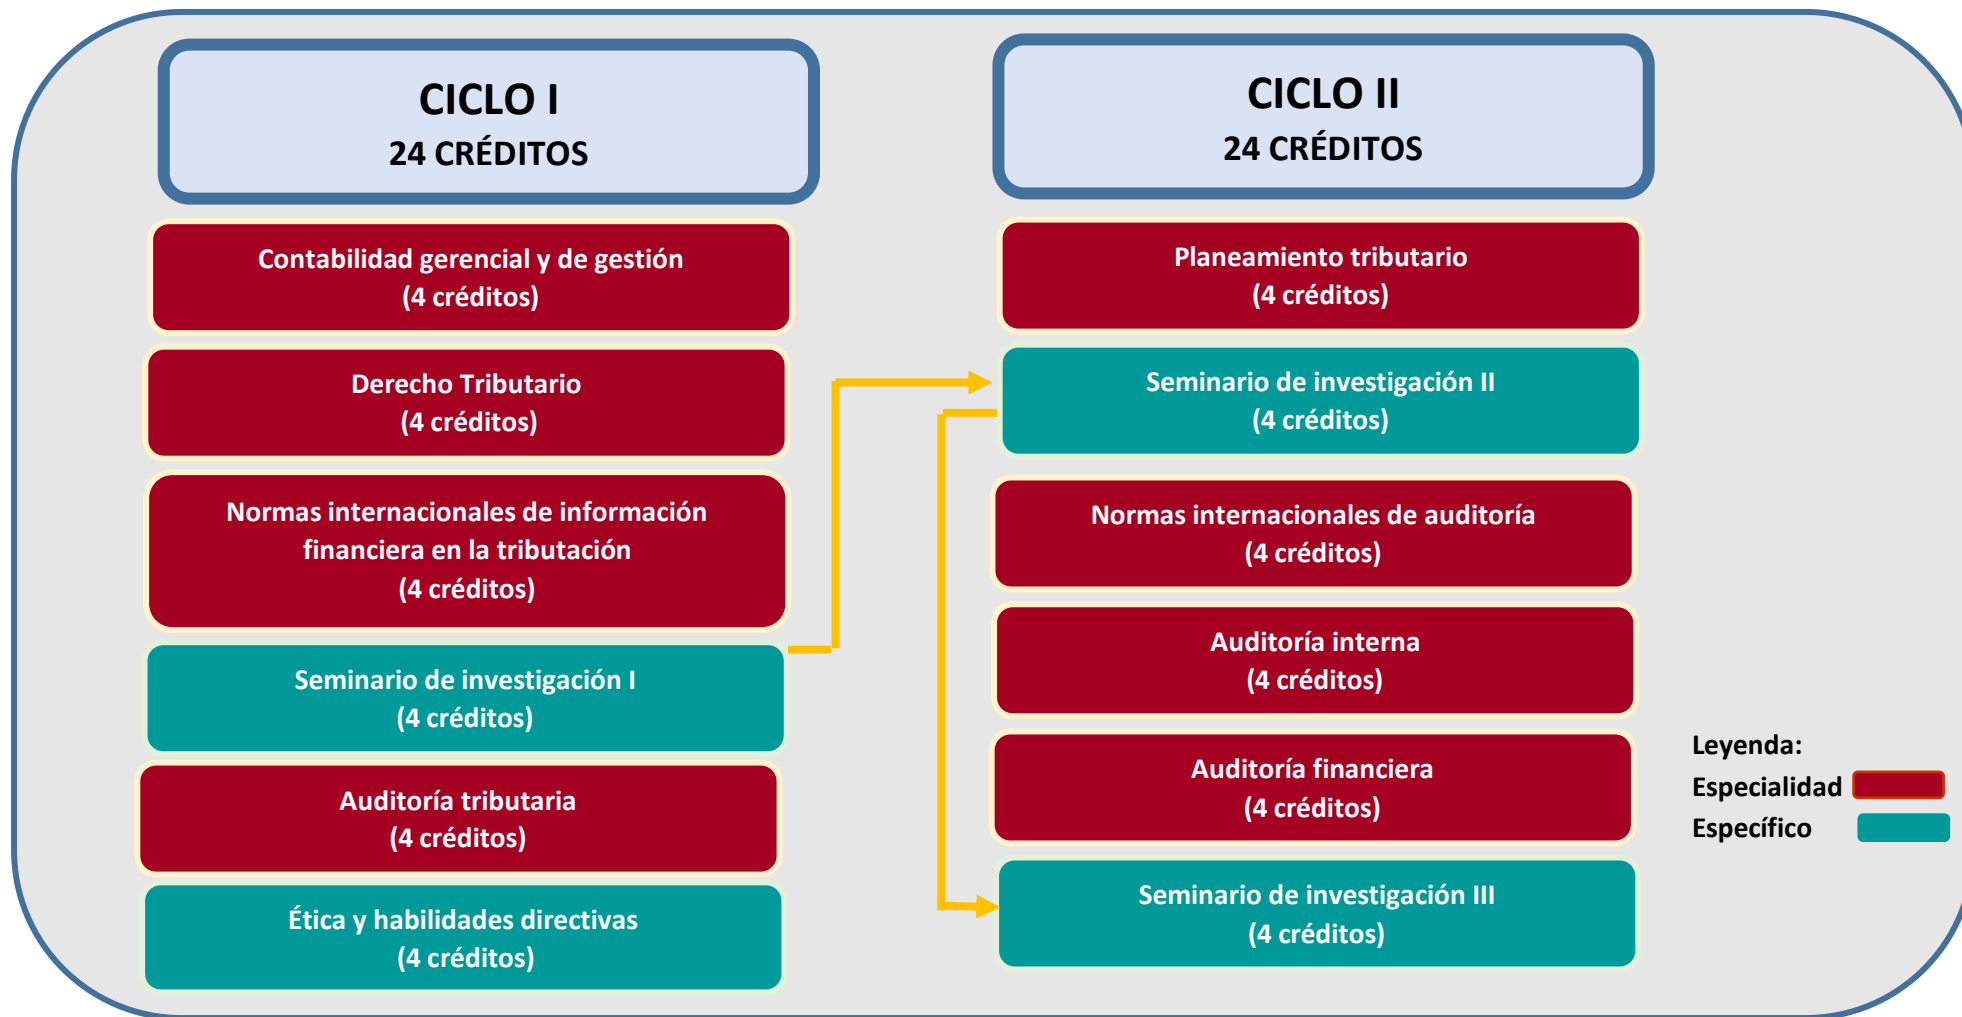 CICLO I
24 CRÉDITOS
Contabilidad gerencial y de gestión
(4 créditos)
Derecho Tributario
(4 créditos)
Normas internacionales de información
financiera en la tributación
(4 créditos)
Seminario de investigación I
(4 créditos)
Auditoría tributaria
(4 créditos)
Ética y habilidades directivas
(4 créditos)
CICLO II
24 CRÉDITOS
Planeamiento tributario
(4 créditos)
Seminario de investigación II
(4 créditos)
Normas internacionales de auditoría
(4 créditos)
Auditoría interna
(4 créditos)
Auditoría financiera
(4 créditos)
Seminario de investigación III
(4 créditos)
Leyenda:
Especialidad
Específico